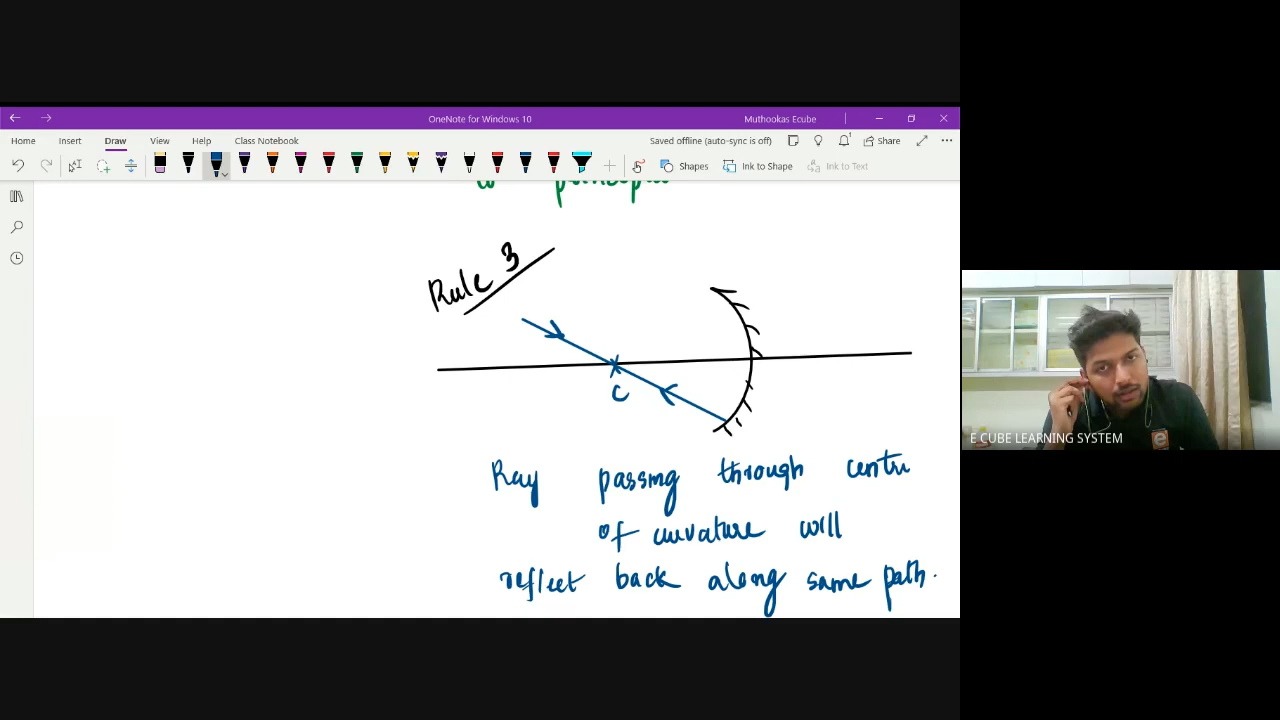 OneNote for Windows 10
Muthookas Ecube
Home Insert Draw View Help Class Notebook
Saved offline (auto-sync is off)
Share
Shapes
Ink to Shape
Ink to Text
Rule 3
C
Ray passing through centre
of curvature will
reflect back along same path.
E CUBE LEARNING SYSTEM
e